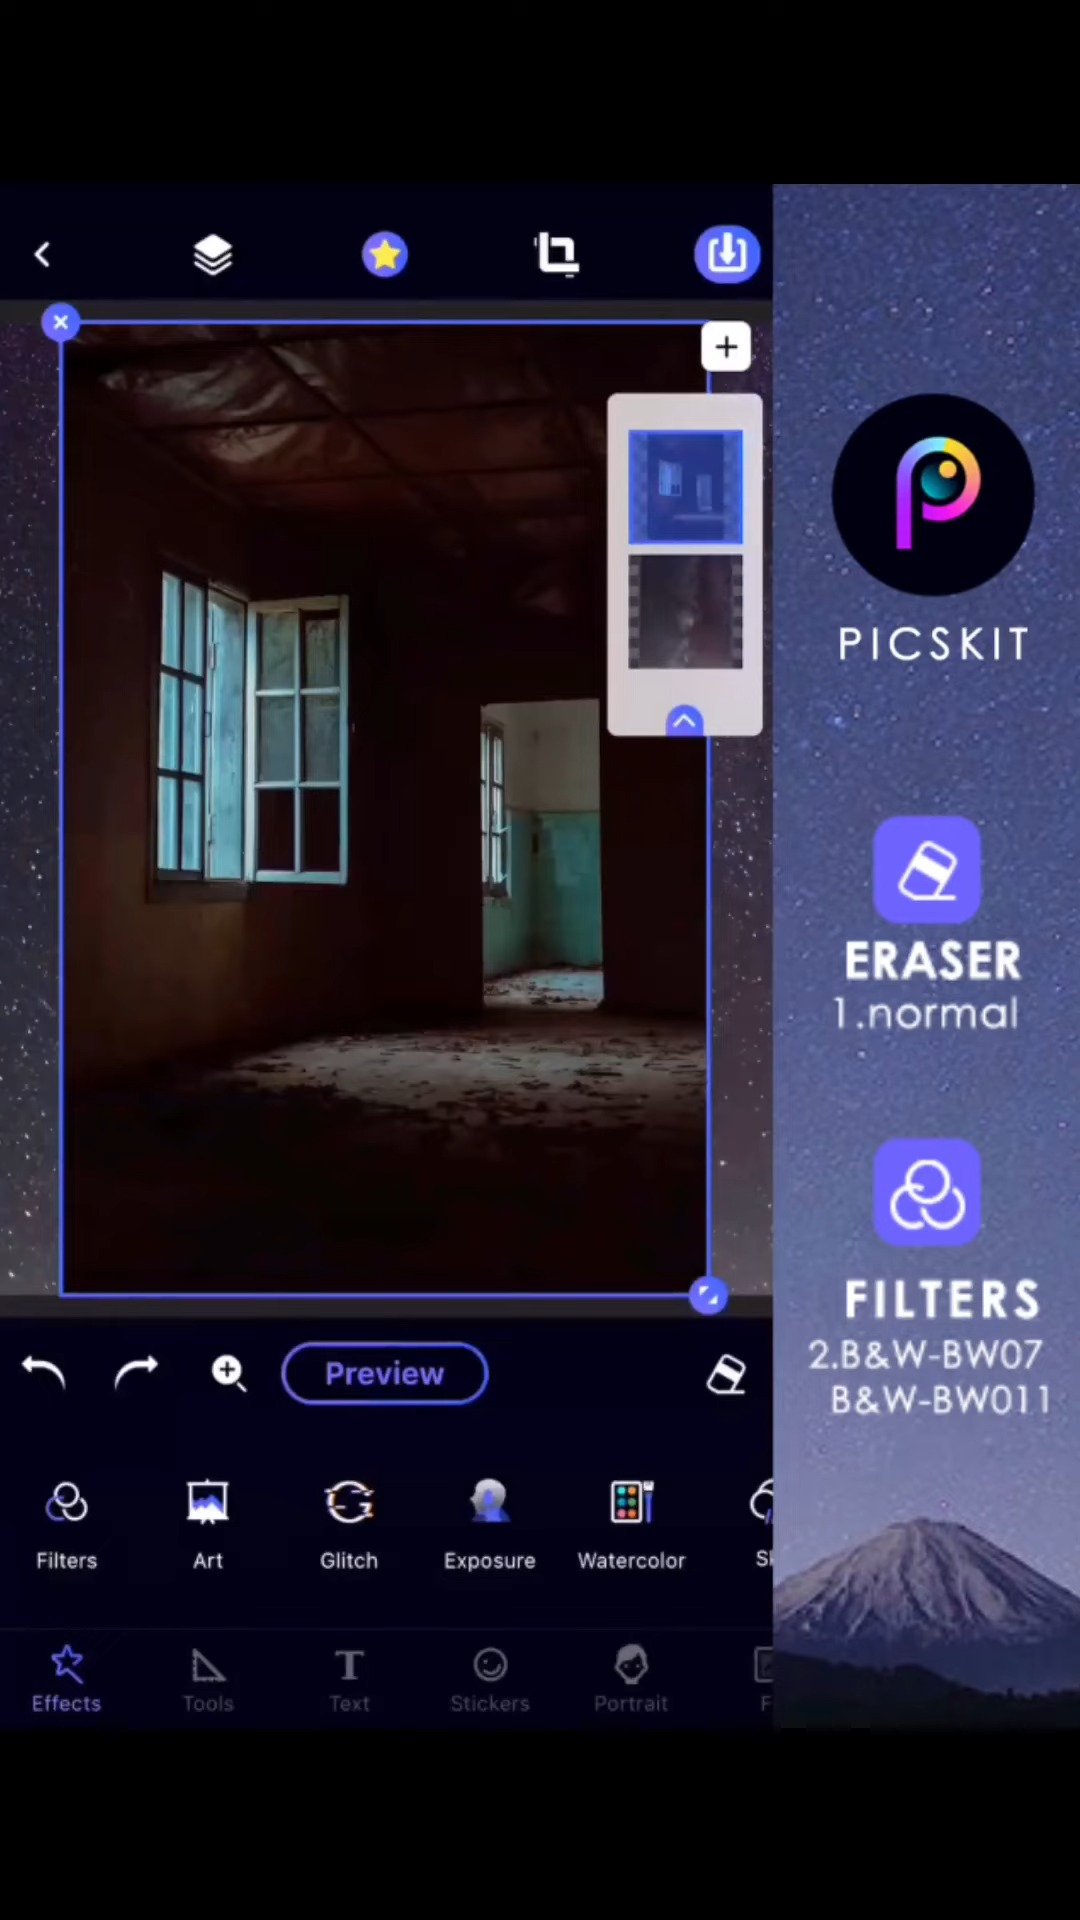 PICSKIT
ERASER
1.normal
FILTERS
2.B&W-BW07
B&W-BW011
Preview
Filters
Art
Glitch
Exposure
Watercolor
Effects
Tools
Text
Stickers
Portrait